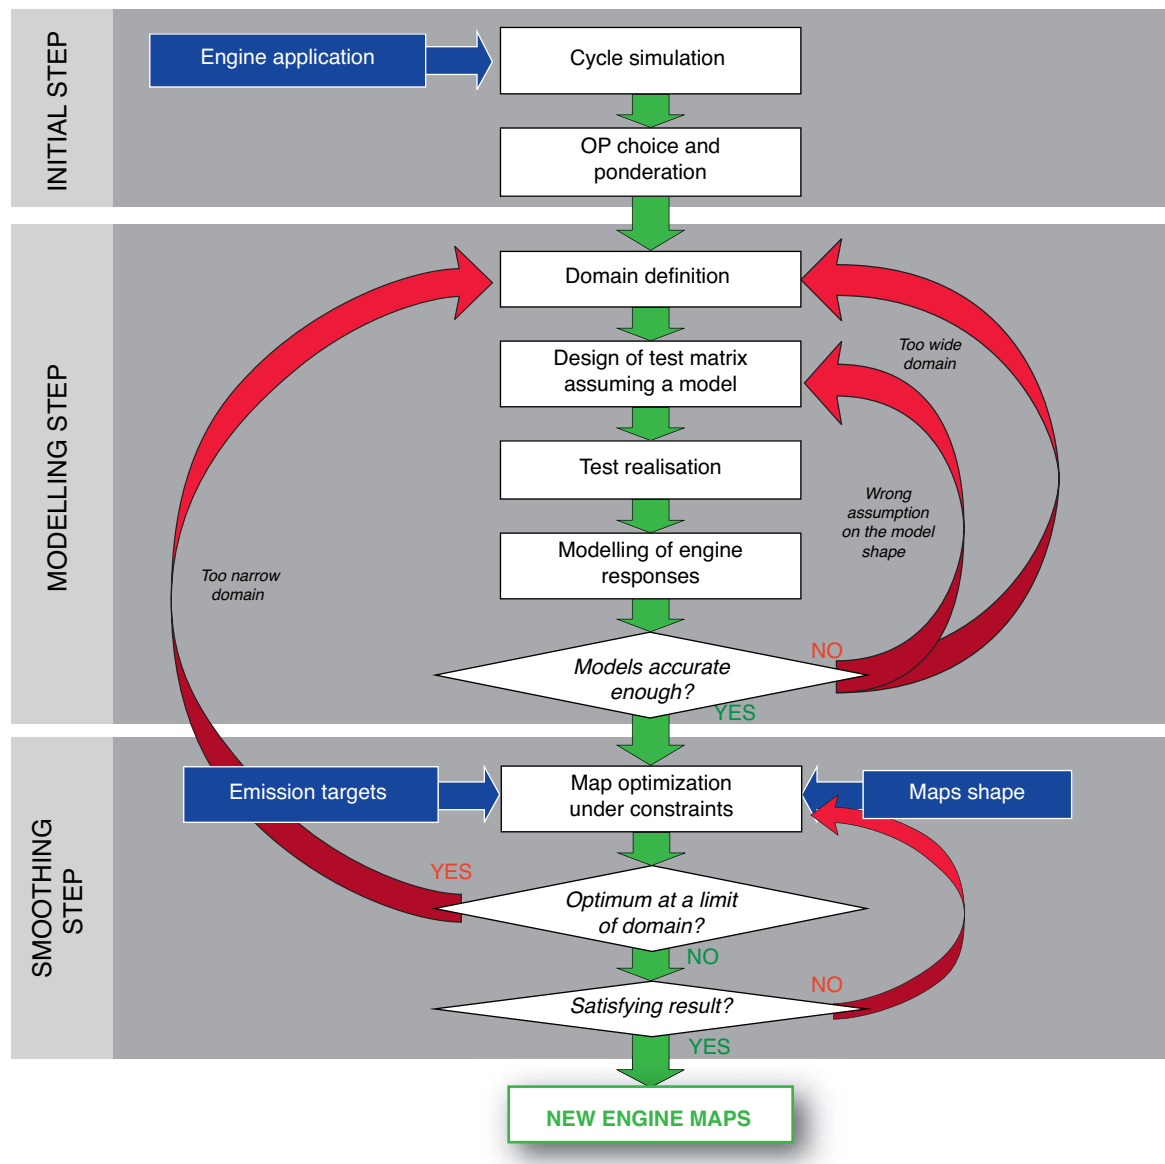 INITIAL STEP
Engine application
Cycle simulation
OP choice and
ponderation
MODELLING STEP
Domain definition
Design of test matrix
assuming a model
Too wide
domain
Test realisation
Wrong
assumption
on the model
shape
Modelling of engine
responses
Too narrow
domain
NO
Models accurate
enough?
YES
SMOOTHING
STEP
Emission targets
Map optimization
under constraints
Maps shape
YES
Optimum at a limit
of domain?
NO
NO
Satisfying result?
YES
NEW ENGINE MAPS